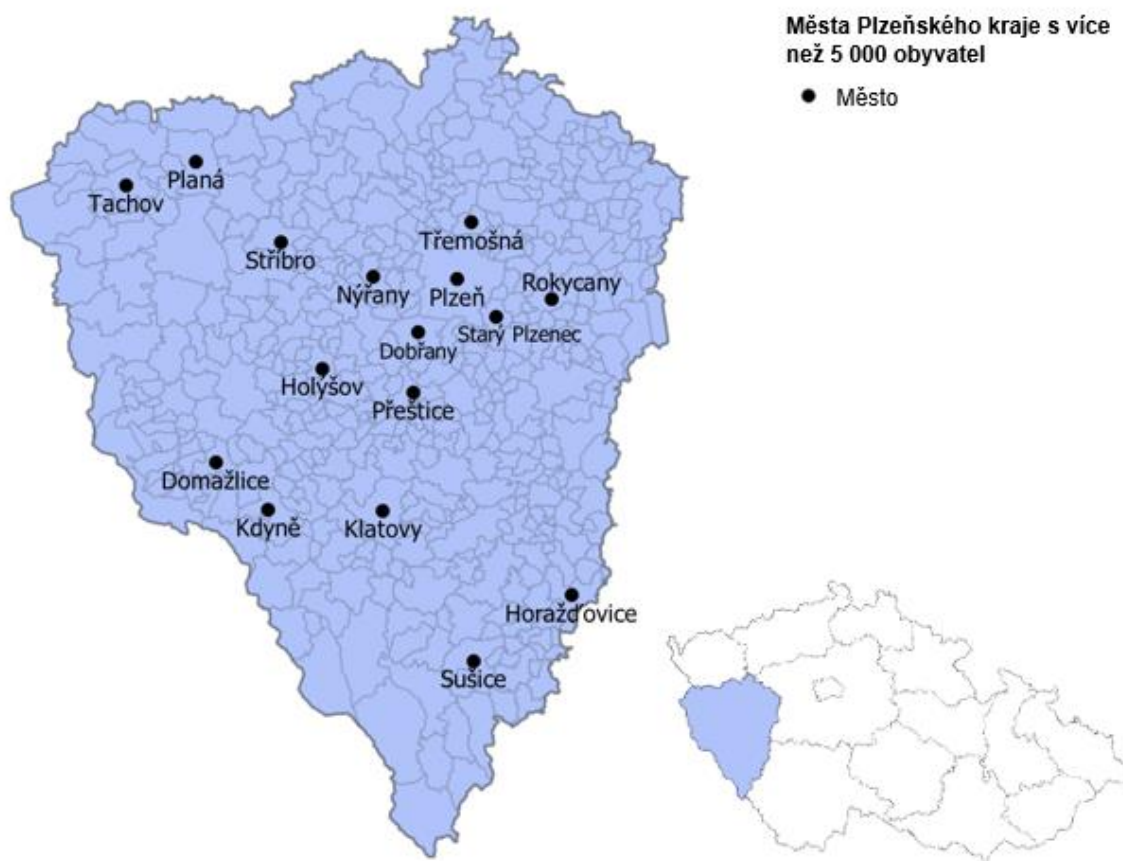 Města Plzeňského kraje s více
než 5 000 obyvatel
Město
Planá
Tachov
Třemošná
Stříbro
Rokycany
Nýřany
Plzeň
Starý Plzenec
Dobřany
Holýšov
Přeštice
Domažlice
Kdyně
Klatovy
Horažďovice
Sušice